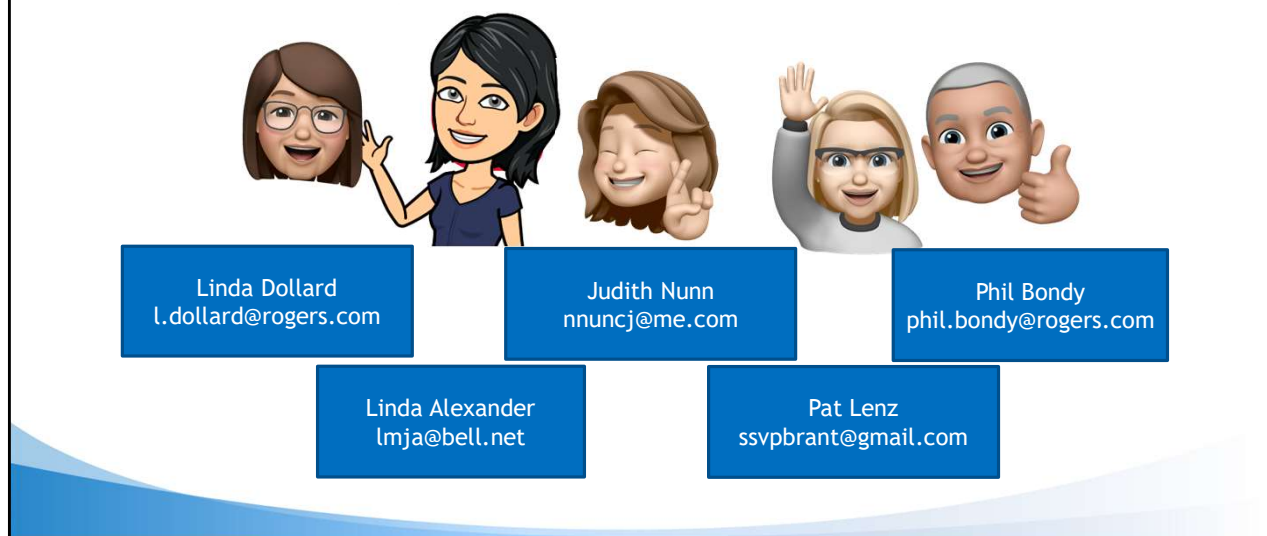 Linda Dollard
l.dollard@rogers.com
Judith Nunn
nnuncj@me.com
Phil Bondy
phil.bondy@rogers.com
Linda Alexander
lmja@bell.net
Pat Lenz
ssvpbrant@gmail.com